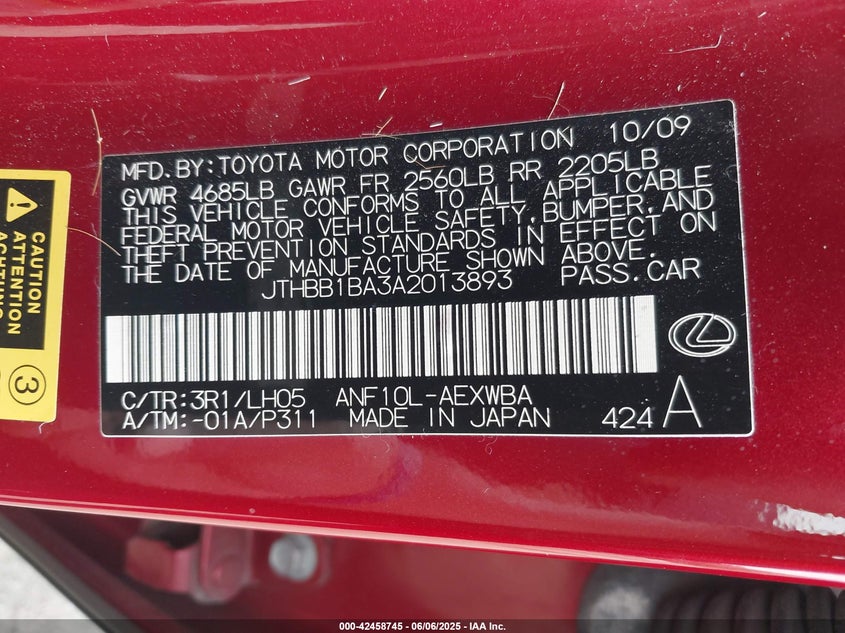 MFD.BY:TOYOTA MOTOR CORPORATION 10/09
GVWR 4685LB GAWR FR 2560LB RR 2205LB
THIS VEHICLE CONFORMS TO ALL APPLICABLE
FEDERAL MOTOR VEHICLE SAFETY,BUMPER,AND
THEFT PREVENTION STANDARDS IN EFFECT ON
THE DATE OF MANUFACTURE SHOWN ABOVE.
JTHBB1BA3A2013893 PASS.CAR
C/TR:3R1/LH05 ANF10L-AEXWBA
A/TM:-01A/P311 MADE IN JAPAN 424 A
CAUTION
ATTENTION
ACHTUNG
3
000-42458745 - 06/06/2025 - IAA Inc.